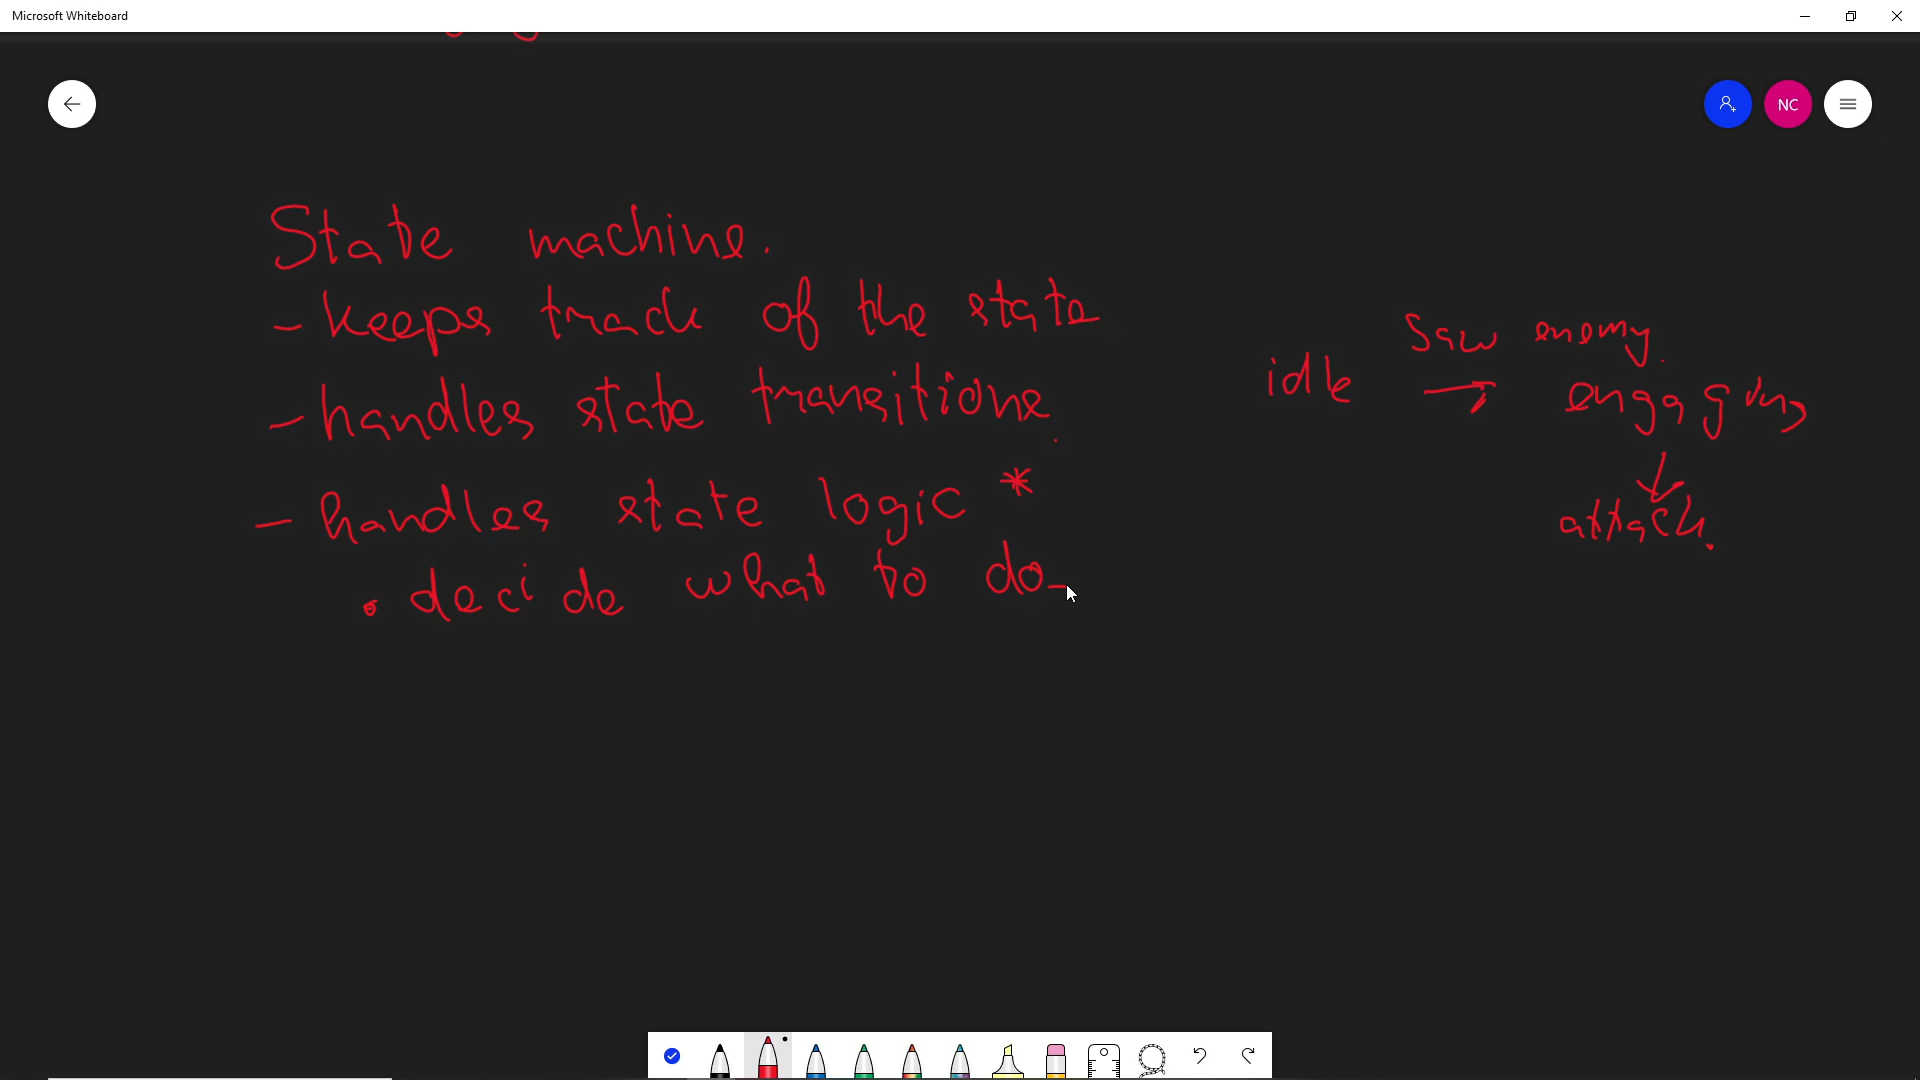 Microsoft Whiteboard
NC
State machine.
- keeps track of the state
- handles state transitions.
- handles state logic *
• decide what to do
saw enemy.
idle → engaging
↓
attack.